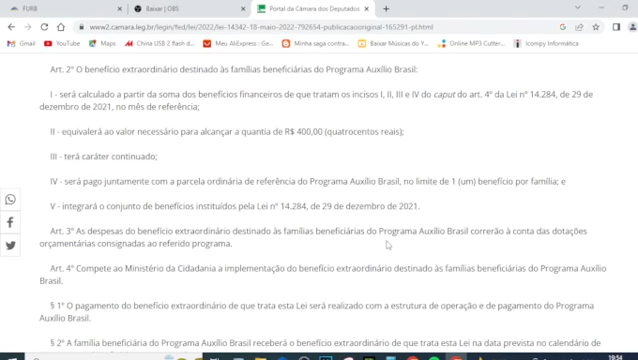 FURB
Baixar | OBS
Portal da Câmara dos Deputados
www2.camara.leg.br/legin/fed/lei/2022/lei-14342-18-maio-2022-792654-publicacaooriginal-165291-pl.html
Gmail
YouTube
Maps
China USB 2 flash d...
Meu AliExpress : Ge...
Minha saga contra...
Baixar Músicas do Y...
Online MP3 Cutter...
Icompy Informática
Art. 2º O benefício extraordinário destinado às famílias beneficiárias do Programa Auxílio Brasil:
I - será calculado a partir da soma dos benefícios financeiros de que tratam os incisos I, II, III e IV do caput do art. 4º da Lei nº 14.284, de 29 de
dezembro de 2021, no mês de referência;
II - equivalerá ao valor necessário para alcançar a quantia de R$ 400,00 (quatrocentos reais);
III - terá caráter continuado;
IV - será pago juntamente com a parcela ordinária de referência do Programa Auxílio Brasil, no limite de 1 (um) benefício por família; e
V - integrará o conjunto de benefícios instituídos pela Lei nº 14.284, de 29 de dezembro de 2021.
Art. 3º As despesas do benefício extraordinário destinado às famílias beneficiárias do Programa Auxílio Brasil correrão à conta das dotações
orçamentárias consignadas ao referido programa.
Art. 4º Compete ao Ministério da Cidadania a implementação do benefício extraordinário destinado às famílias beneficiárias do Programa Auxílio
Brasil.
§ 1º O pagamento do benefício extraordinário de que trata esta Lei será realizado com a estrutura de operação e de pagamento do Programa
Auxílio Brasil.
§ 2º A família beneficiária do Programa Auxílio Brasil receberá o benefício extraordinário de que trata esta Lei na data prevista no calendário de
19:54